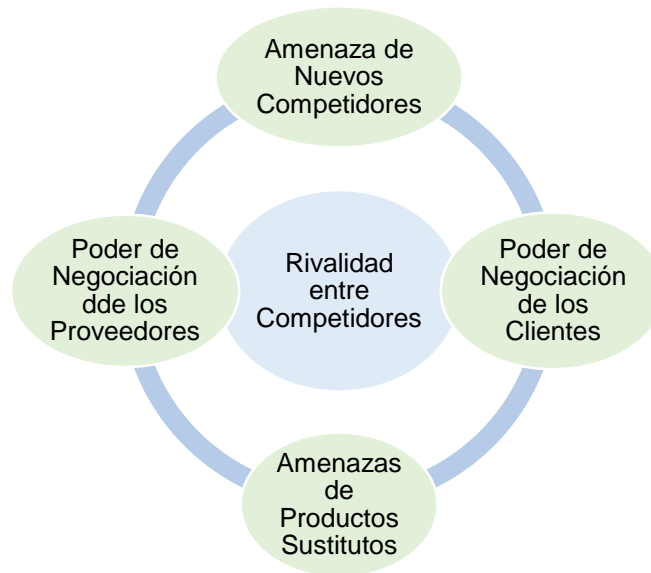 Amenaza de
Nuevos
Competidores
Poder de
Negociación
dde los
Proveedores
Rivalidad
entre
Competidores
Poder de
Negociación
de los
Clientes
Amenazas
de
Productos
Sustitutos